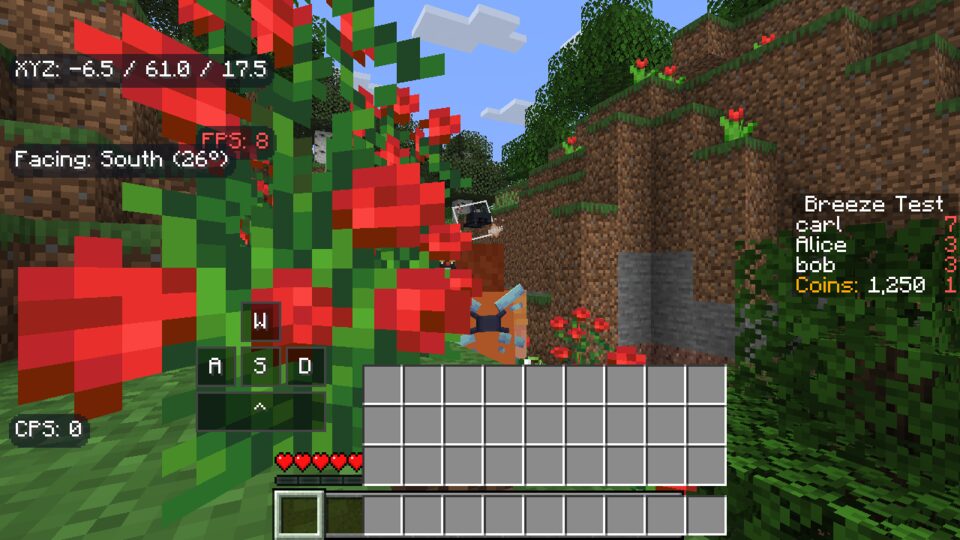 XYZ: -6.5 / 61.0 / 17.5
FPS: 8
Facing: South (26°)
Breeze Test
carl 7
Alice 3
bob 3
Coins: 1,250 1
W
A S D
^
CPS: 0